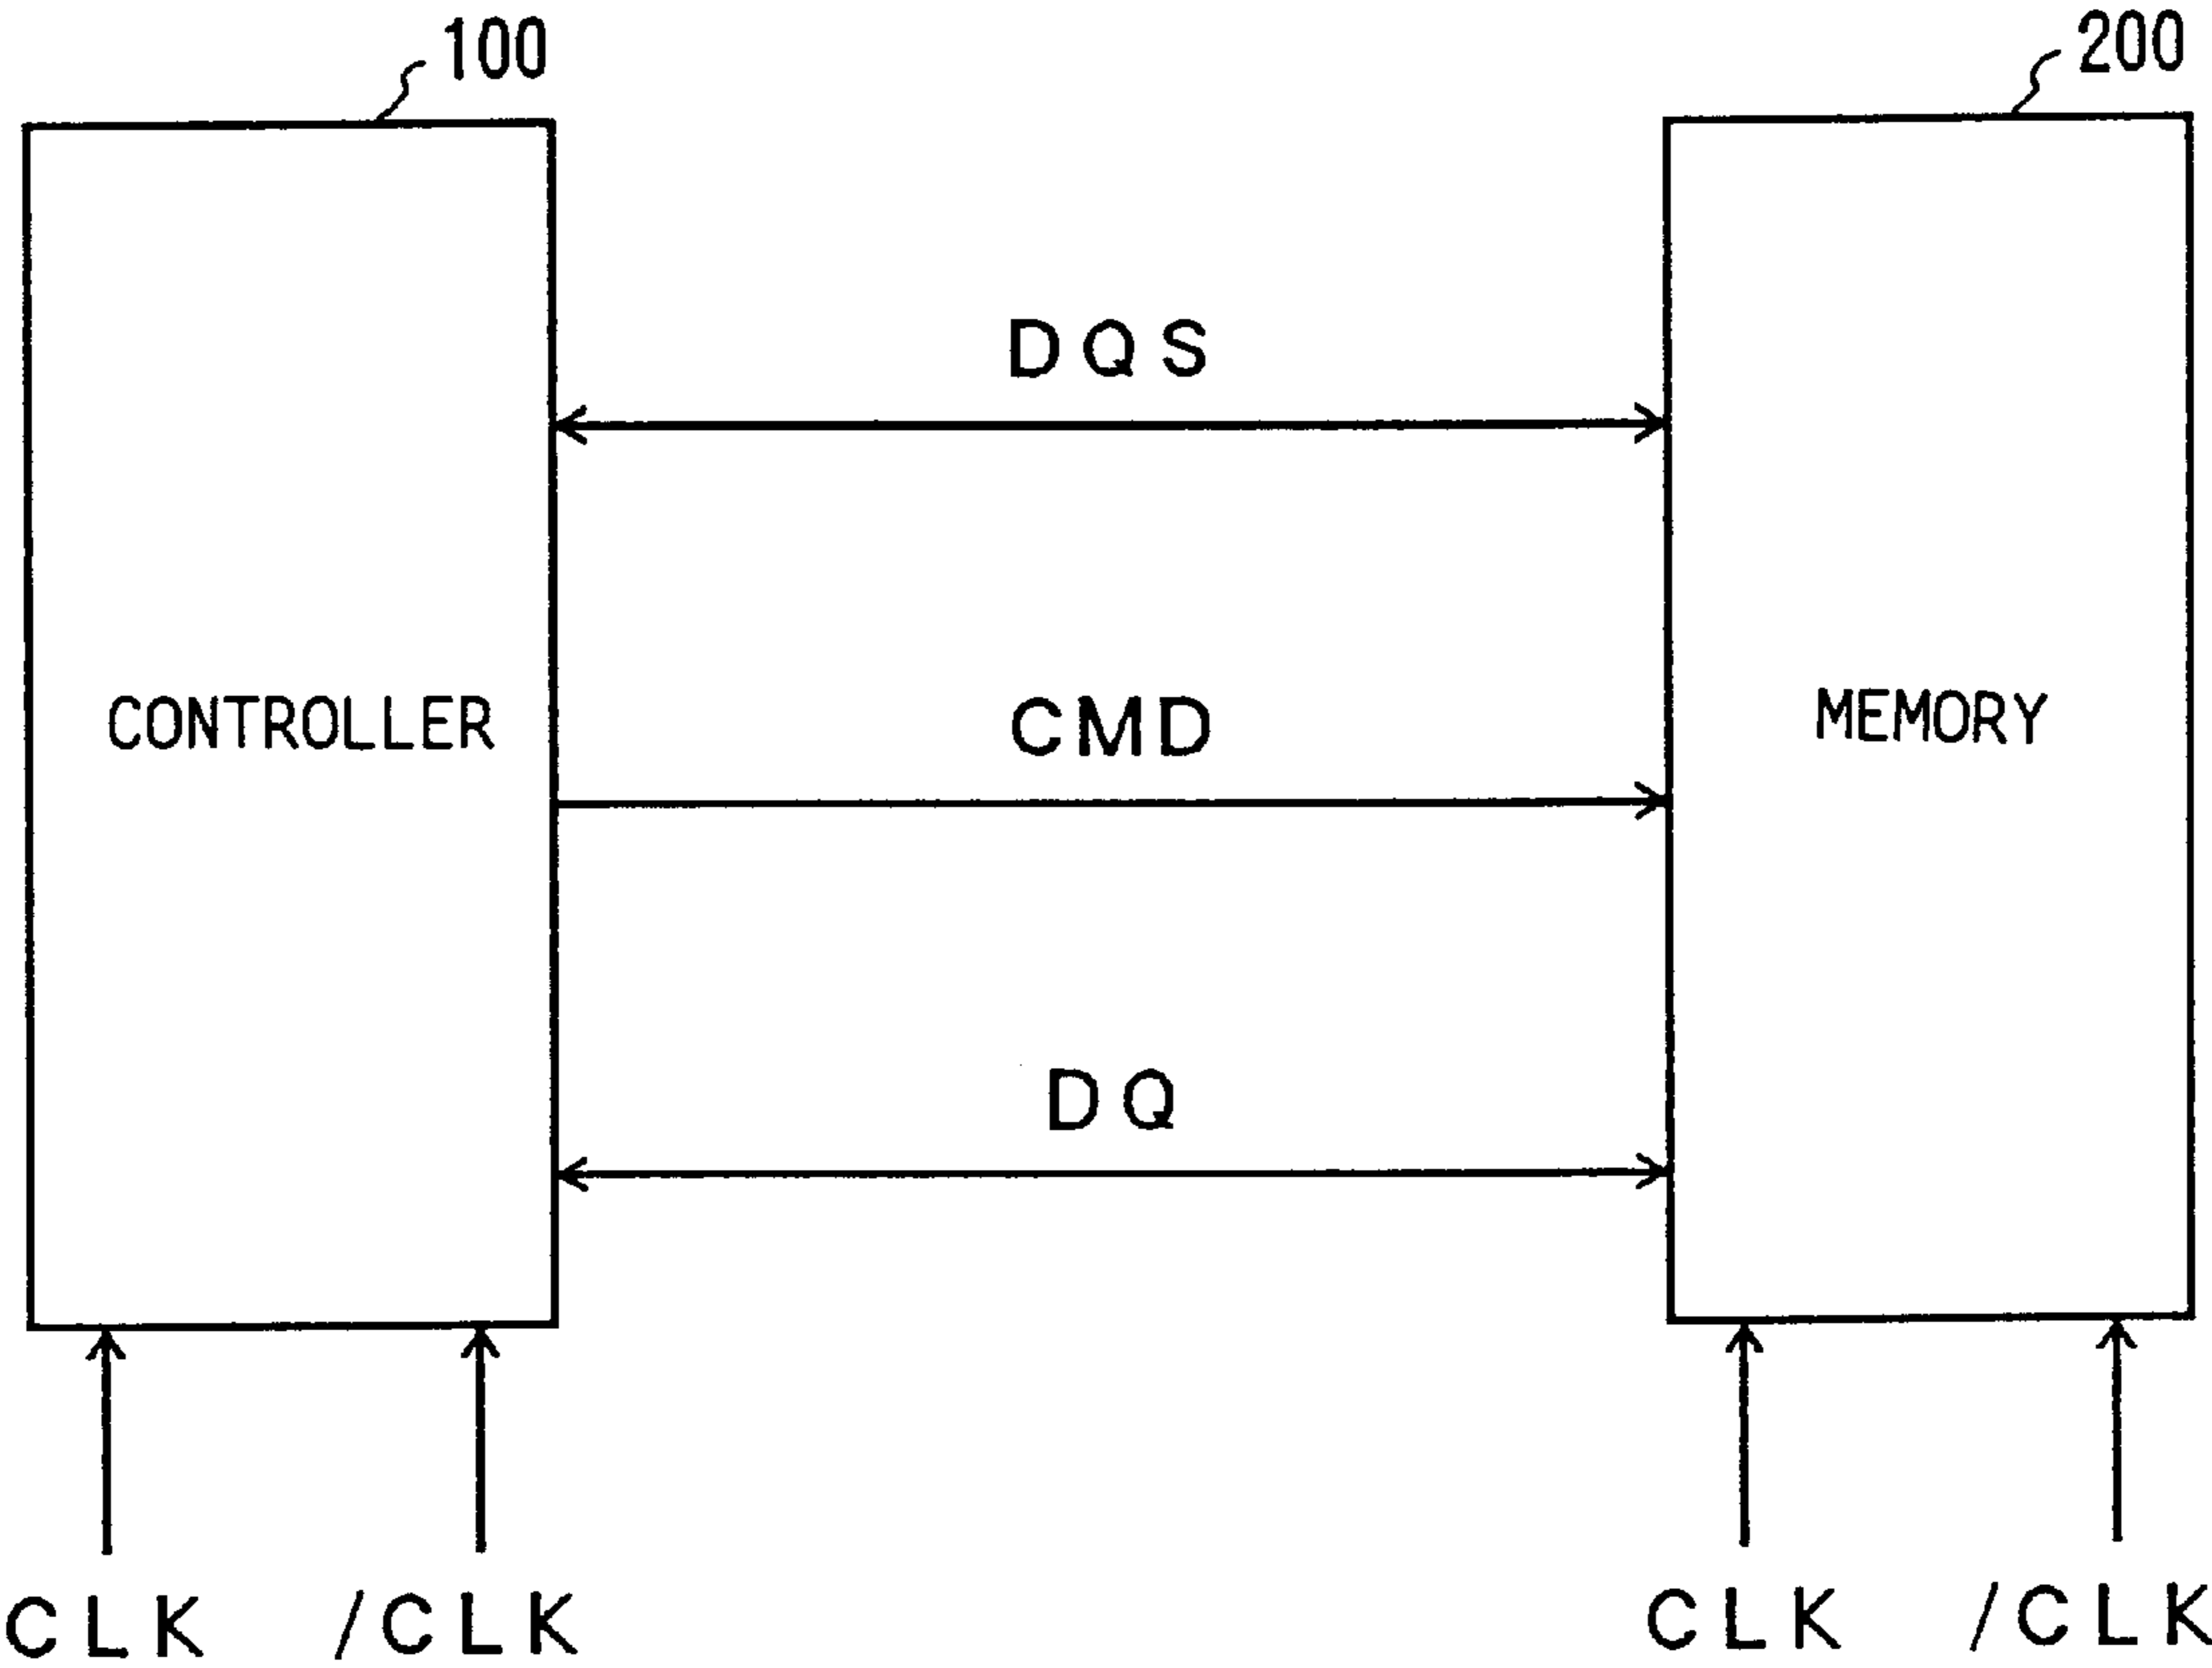 100
200
DQS
CONTROLLER
CMD
MEMORY
DQ
CLK
/CLK
CLK
/CLK